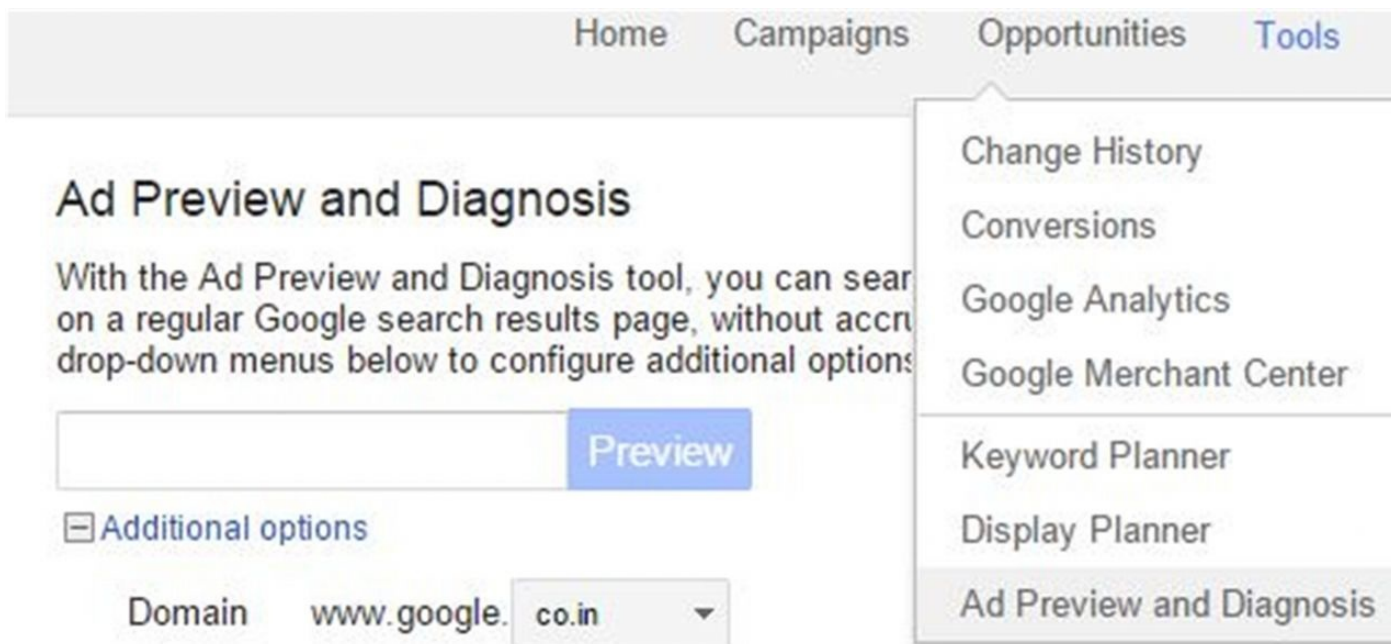 Home Campaigns Opportunities Tools
Ad Preview and Diagnosis
With the Ad Preview and Diagnosis tool, you can sear
on a regular Google search results page, without accru
drop-down menus below to configure additional options
Preview
Additional options
Domain www.google. co.in
Change History
Conversions
Google Analytics
Google Merchant Center
Keyword Planner
Display Planner
Ad Preview and Diagnosis